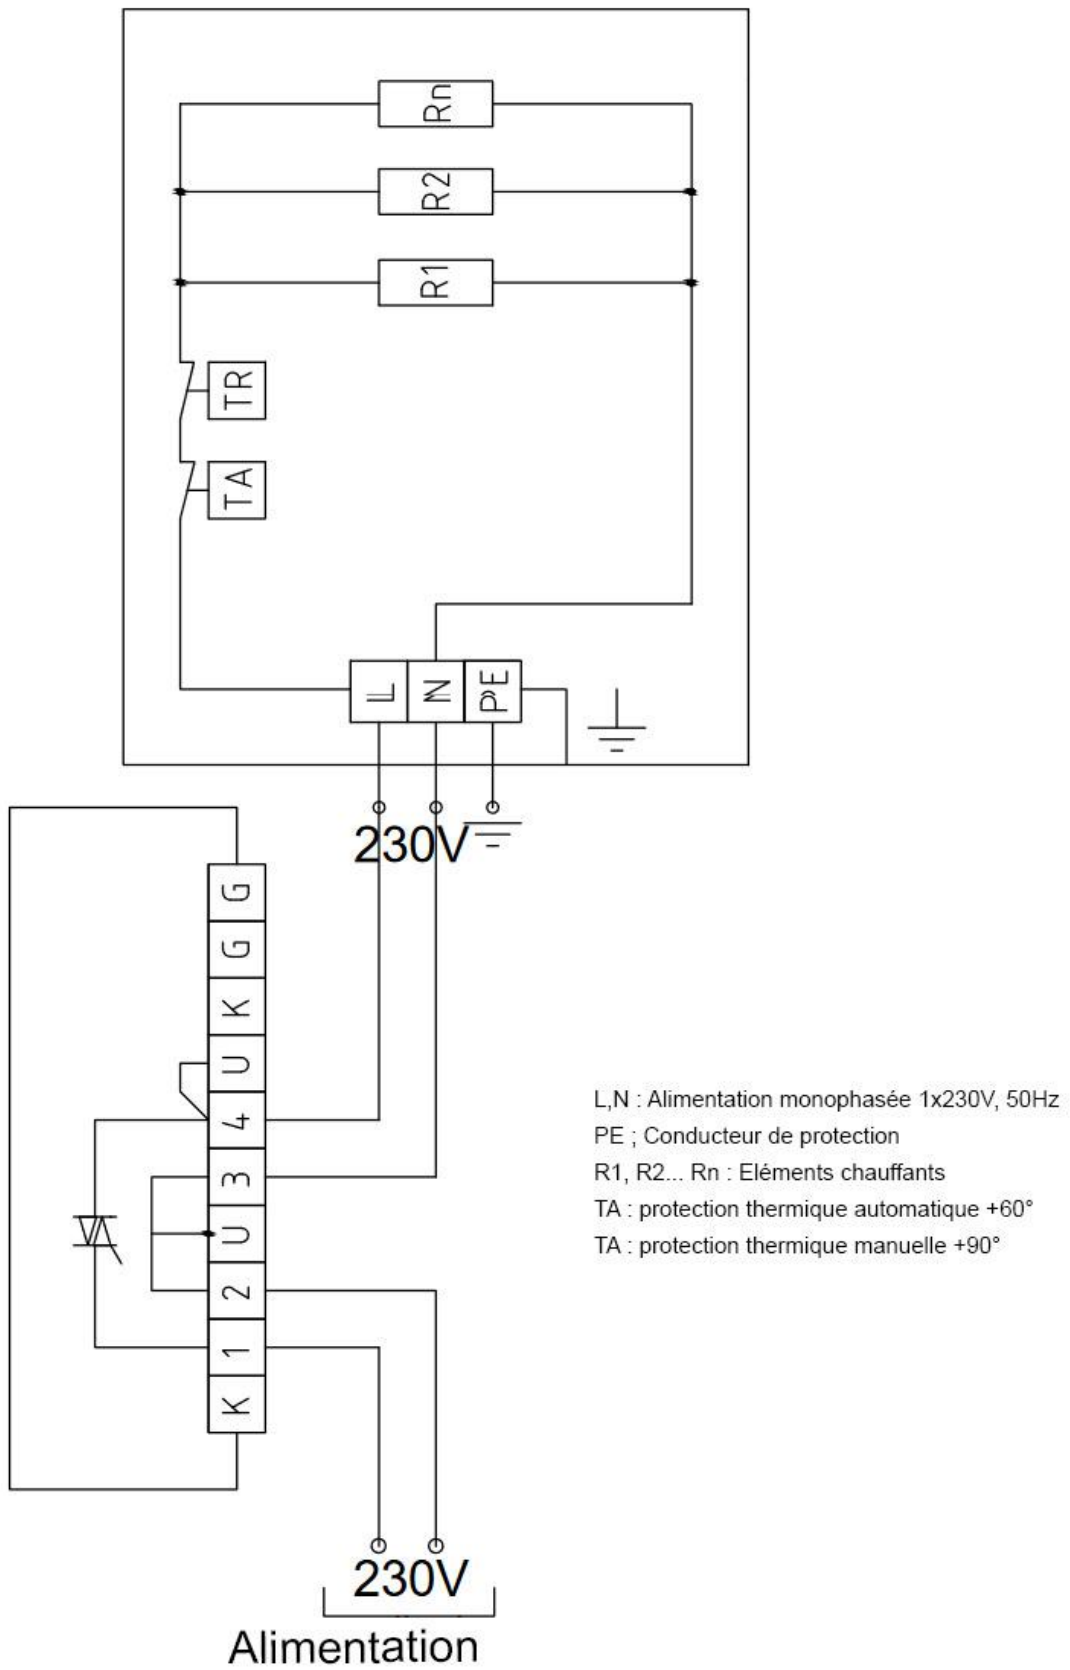 Rn
R2
R1
TR
TA
L
N
PE
230V
G
G
K
U
4
3
U
2
1
K
L,N : Alimentation monophasée 1x230V, 50Hz
PE ; Conducteur de protection
R1, R2... Rn : Eléments chauffants
TA : protection thermique automatique +60°
TA : protection thermique manuelle +90°
230V
Alimentation